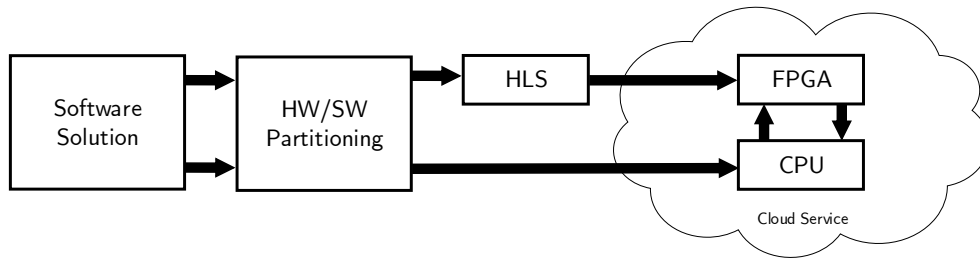 Software
Solution
HW/SW
Partitioning
HLS
FPGA
CPU
Cloud Service